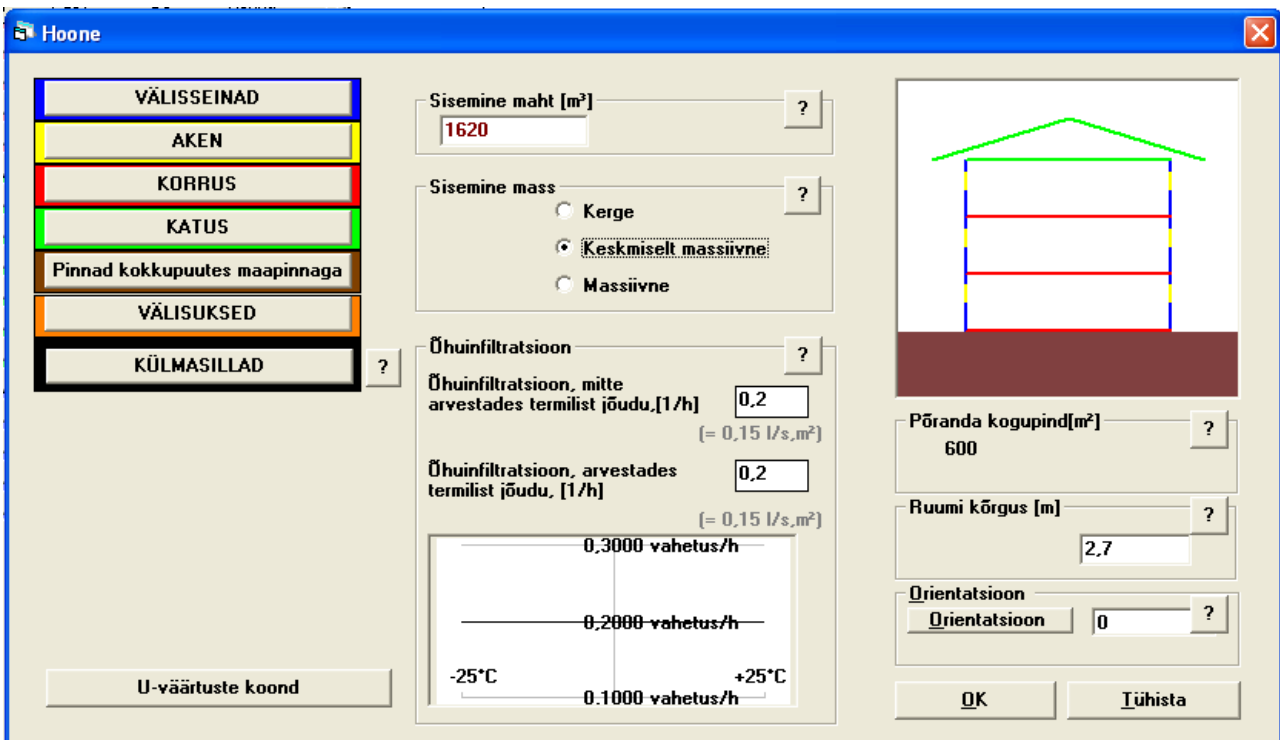 Hoone
VÄLISSEINAD
AKEN
KORRUS
KATUS
Pinnad kokkupuutes maapinnaga
VÄLISUKSED
KÜLMASILLAD
?
U-väärtuste koond
Sisemine maht [m³]
?
1620
Sisemine mass
?
Kerge
Keskmiselt massiivne
Massiivne
Õhuinfiltratsioon
?
Õhuinfiltratsioon, mitte
arvestades termilist jõudu,[1/h]
0,2
(= 0,15 l/s,m²)
Õhuinfiltratsioon, arvestades
termilist jõudu, [1/h]
0,2
(= 0,15 l/s,m²)
0,3000 vahetus/h
0,2000 vahetus/h
-25°C
+25°C
0.1000 vahetus/h
Põranda kogupind[m²]
?
600
Ruumi kõrgus [m]
?
2,7
Orientatsioon
Orientatsioon
0
?
OK
Tühista